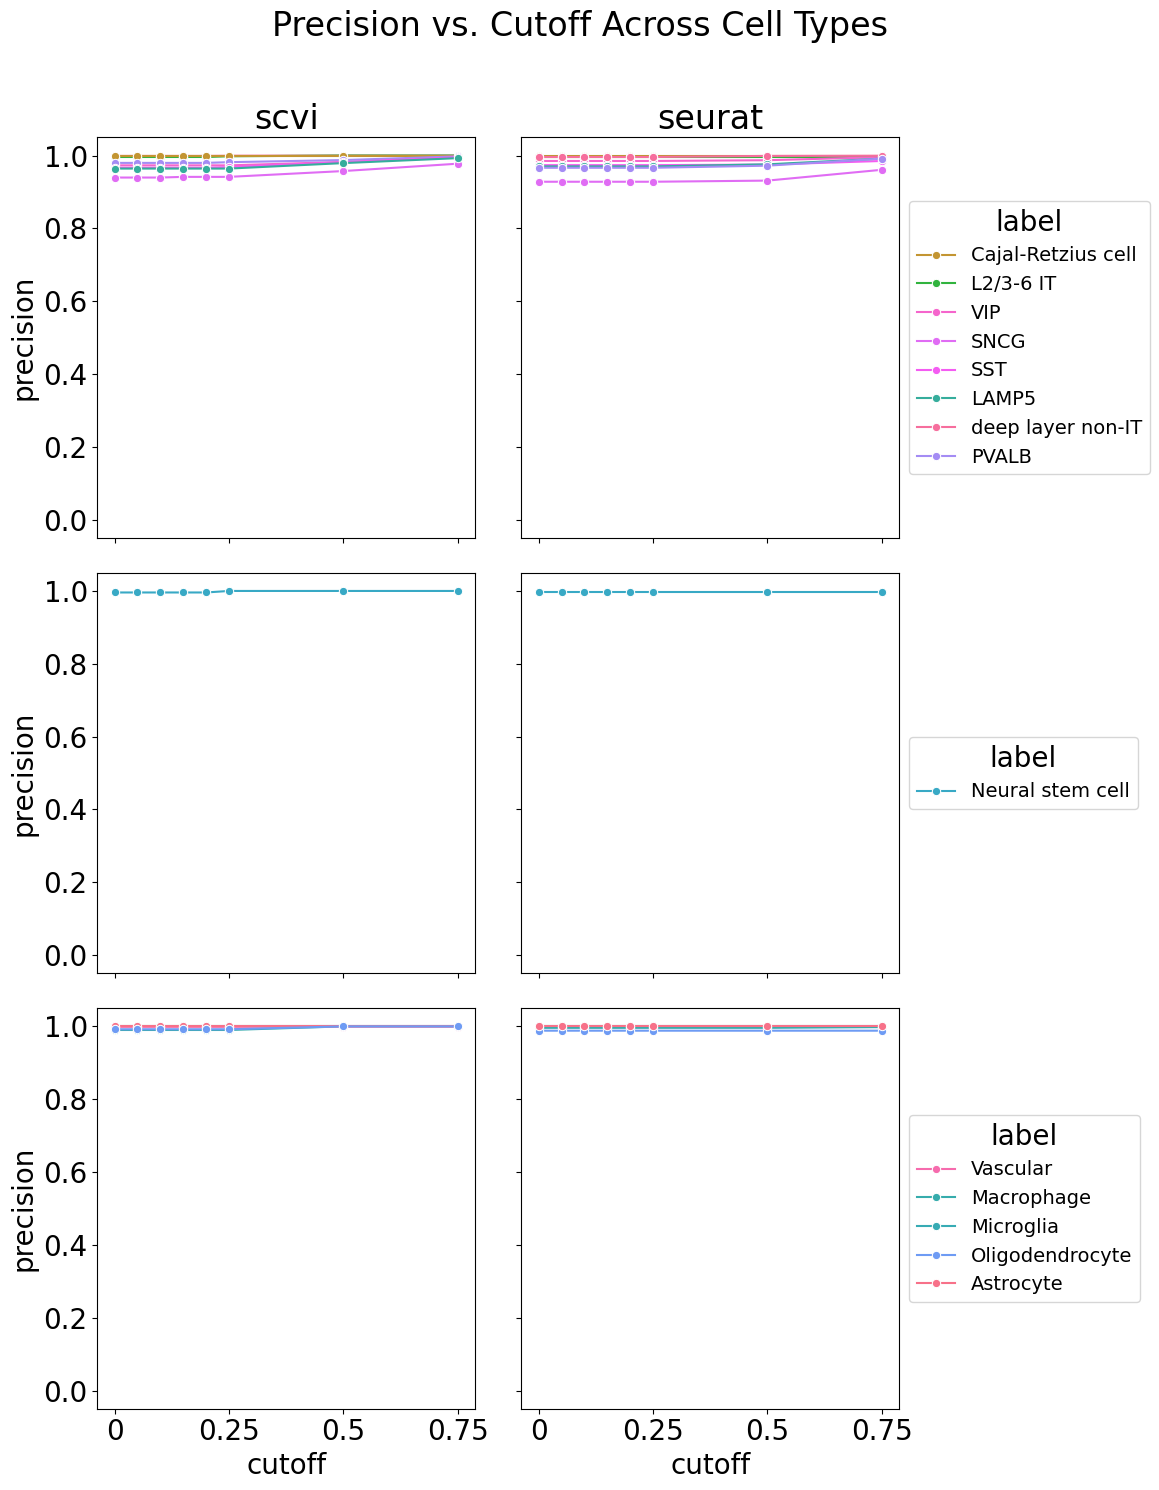 Precision vs. Cutoff Across Cell Types
scvi
seurat
precision
1.0
0.8
0.6
0.4
0.2
0.0
label
Cajal-Retzius cell
L2/3-6 IT
VIP
SNCG
SST
LAMP5
deep layer non-IT
PVALB
precision
1.0
0.8
0.6
0.4
0.2
0.0
label
Neural stem cell
precision
1.0
0.8
0.6
0.4
0.2
0.0
label
Vascular
Macrophage
Microglia
Oligodendrocyte
Astrocyte
0 0.25 0.5 0.75
cutoff
0 0.25 0.5 0.75
cutoff